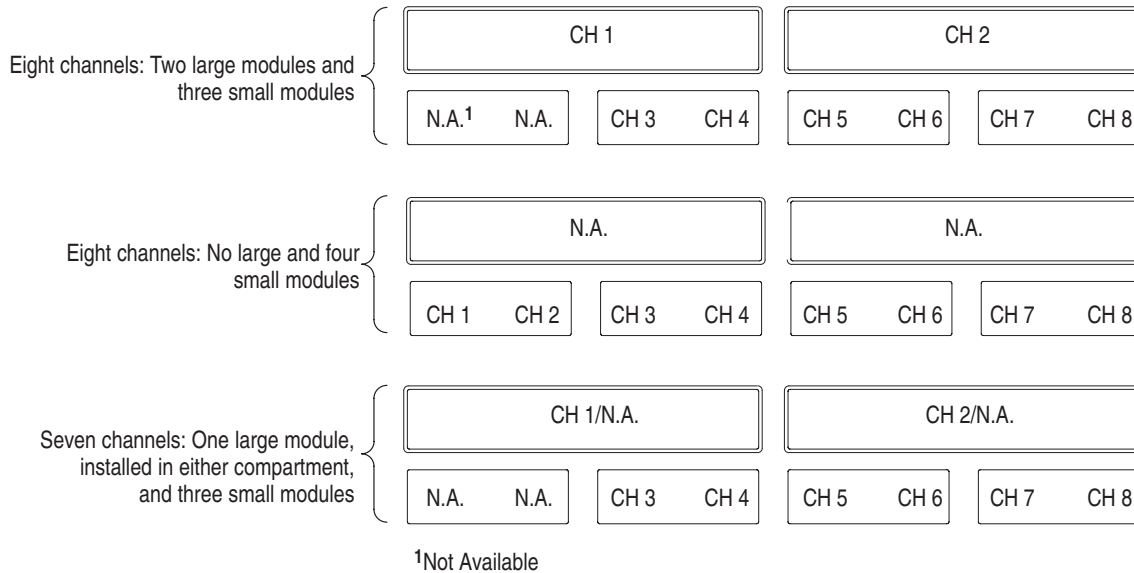 CH 1 CH 2
Eight channels: Two large modules and
three small modules
N.A.1 N.A. CH 3 CH 4 CH 5 CH 6 CH 7 CH 8
N.A. N.A.
Eight channels: No large and four
small modules
CH 1 CH 2 CH 3 CH 4 CH 5 CH 6 CH 7 CH 8
CH 1/N.A. CH 2/N.A.
Seven channels: One large module,
installed in either compartment,
and three small modules
N.A. N.A. CH 3 CH 4 CH 5 CH 6 CH 7 CH 8
1Not Available